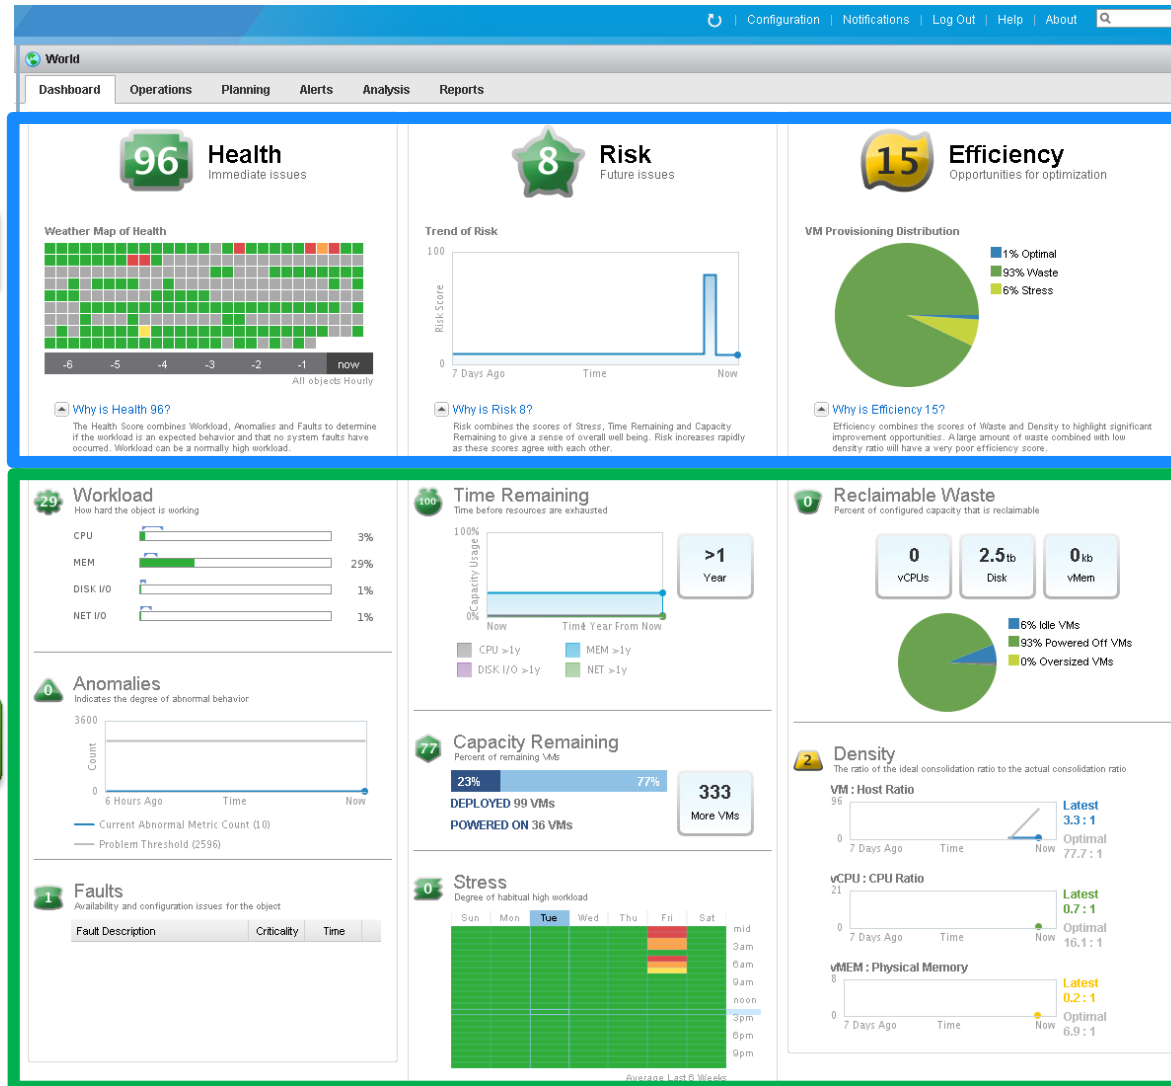 Configuration | Notifications | Log Out | Help | About
World
Dashboard Operations Planning Alerts Analysis Reports
96 Health
Immediate issues
Weather Map of Health
-6 -5 -4 -3 -2 -1 now
All objects Hourly
Why is Health 96?
The Health Score combines Workload, Anomalies and Faults to determine
if the workload is an expected behavior and that no system faults have
occurred. Workload can be a normally high workload.
8 Risk
Future issues
Trend of Risk
100
Risk Score
0
7 Days Ago Time Now
Why is Risk 8?
Risk combines the scores of Stress, Time Remaining and Capacity
Remaining to give a sense of overall well being. Risk increases rapidly
as these scores agree with each other.
15 Efficiency
Opportunities for optimization
VM Provisioning Distribution
1% Optimal
93% Waste
6% Stress
Why is Efficiency 15?
Efficiency combines the scores of Waste and Density to highlight significant
improvement opportunities. A large amount of waste combined with low
density ratio will have a very poor efficiency score.
29 Workload
How hard the object is working
CPU 3%
MEM 29%
DISK I/O 1%
NET I/O 1%
0 Anomalies
Indicates the degree of abnormal behavior
3600
Count
0
6 Hours Ago Time Now
Current Abnormal Metric Count (10)
Problem Threshold (2596)
1 Faults
Availability and configuration issues for the object
Fault Description Criticality Time
100 Time Remaining
Time before resources are exhausted
100%
Capacity Usage
0%
Now Time 1 Year From Now
>1
Year
CPU >1y MEM >1y
DISK I/O >1y NET >1y
77 Capacity Remaining
Percent of remaining VMs
23% 77%
DEPLOYED 99 VMs
POWERED ON 36 VMs
333
More VMs
0 Stress
Degree of habitual high workload
Sun Mon Tue Wed Thu Fri Sat
mid
3am
6am
9am
noon
3pm
6pm
9pm
Average Last 6 Weeks
0 Reclaimable Waste
Percent of configured capacity that is reclaimable
0
vCPUs
2.5tb
Disk
0kb
vMem
6% Idle VMs
93% Powered Off VMs
0% Oversized VMs
2 Density
The ratio of the ideal consolidation ratio to the actual consolidation ratio
VM : Host Ratio
96
0
7 Days Ago Time Now
Latest
3.3 : 1
Optimal
77.7 : 1
vCPU : CPU Ratio
21
0
7 Days Ago Time Now
Latest
0.7 : 1
Optimal
16.1 : 1
vMEM : Physical Memory
8
0
7 Days Ago Time Now
Latest
0.2 : 1
Optimal
6.9 : 1